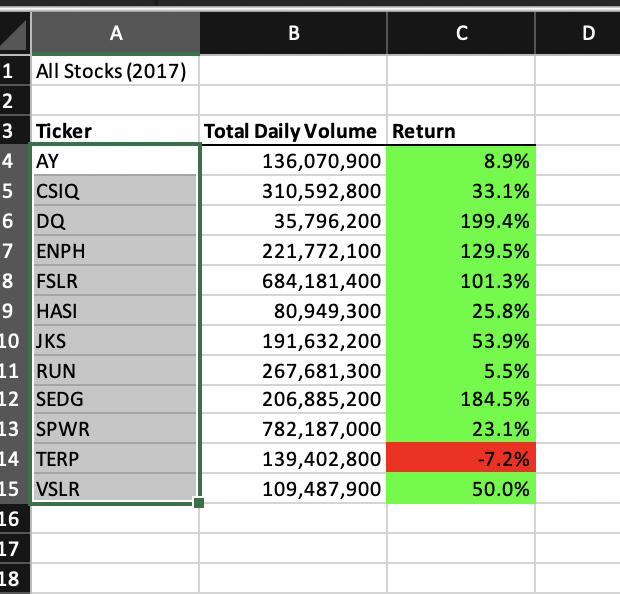 A B C D
1 All Stocks (2017)
2
3 Ticker Total Daily Volume Return
4 AY 136,070,900 8.9%
5 CSIQ 310,592,800 33.1%
6 DQ 35,796,200 199.4%
7 ENPH 221,772,100 129.5%
8 FSLR 684,181,400 101.3%
9 HASI 80,949,300 25.8%
10 JKS 191,632,200 53.9%
11 RUN 267,681,300 5.5%
12 SEDG 206,885,200 184.5%
13 SPWR 782,187,000 23.1%
14 TERP 139,402,800 -7.2%
15 VSLR 109,487,900 50.0%
16
17
18